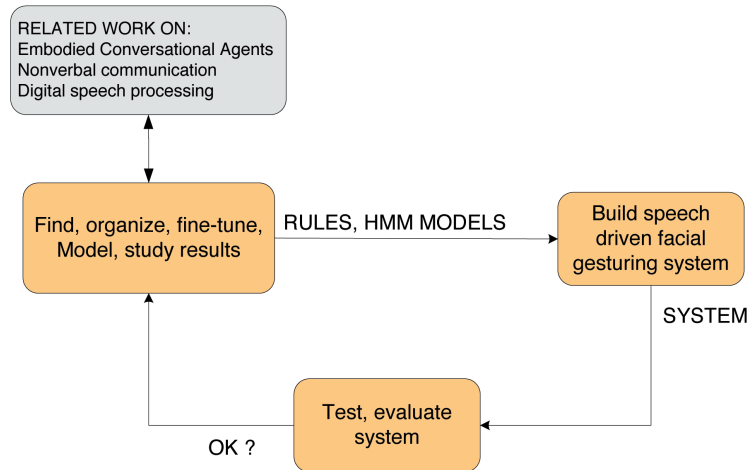 RELATED WORK ON:
Embodied Conversational Agents
Nonverbal communication
Digital speech processing
Find, organize, fine-tune,
Model, study results
RULES, HMM MODELS
Build speech
driven facial
gesturing system
SYSTEM
Test, evaluate
system
OK ?